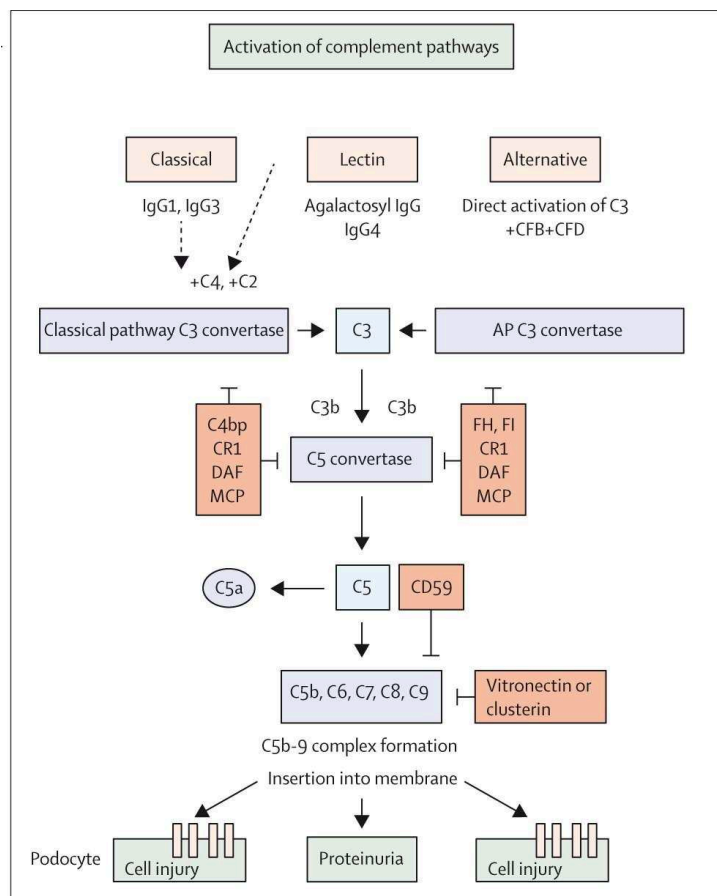 Activation of complement pathways
Classical
Lectin
Alternative
IgG1, IgG3
Agalactosyl IgG
IgG4
Direct activation of C3
+CFB+CFD
+C4, +C2
Classical pathway C3 convertase
C3
AP C3 convertase
C3b
C3b
C4bp
CR1
DAF
MCP
C5 convertase
FH, FI
CR1
DAF
MCP
C5a
C5
CD59
C5b, C6, C7, C8, C9
Vitronectin or
clusterin
C5b-9 complex formation
Insertion into membrane
Podocyte
Cell injury
Proteinuria
Cell injury